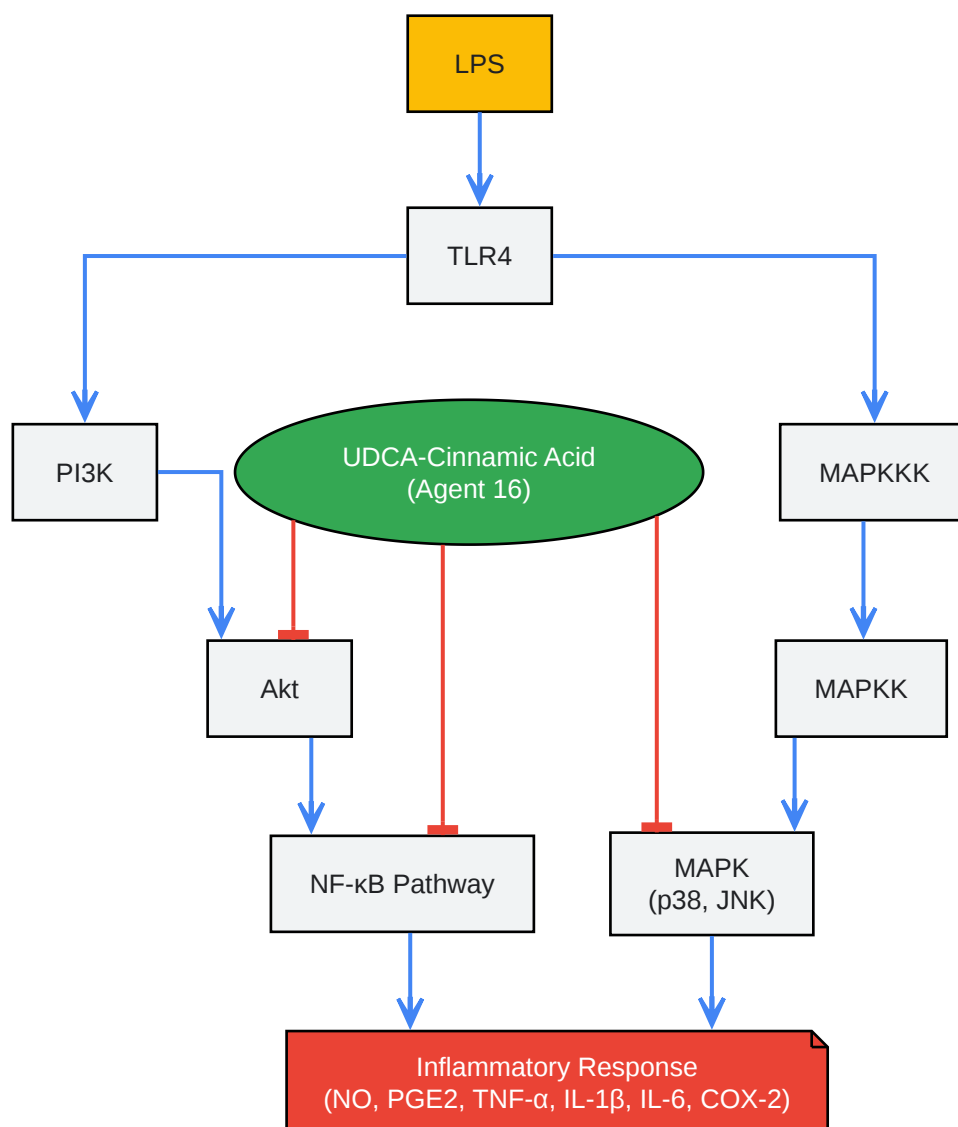 LPS
TLR4
PI3K
UDCA-Cinnamic Acid
(Agent 16)
MAPKKK
Akt
MAPKK
NF-κB Pathway
MAPK
(p38, JNK)
Inflammatory Response
(NO, PGE2, TNF-α, IL-1β, IL-6, COX-2)